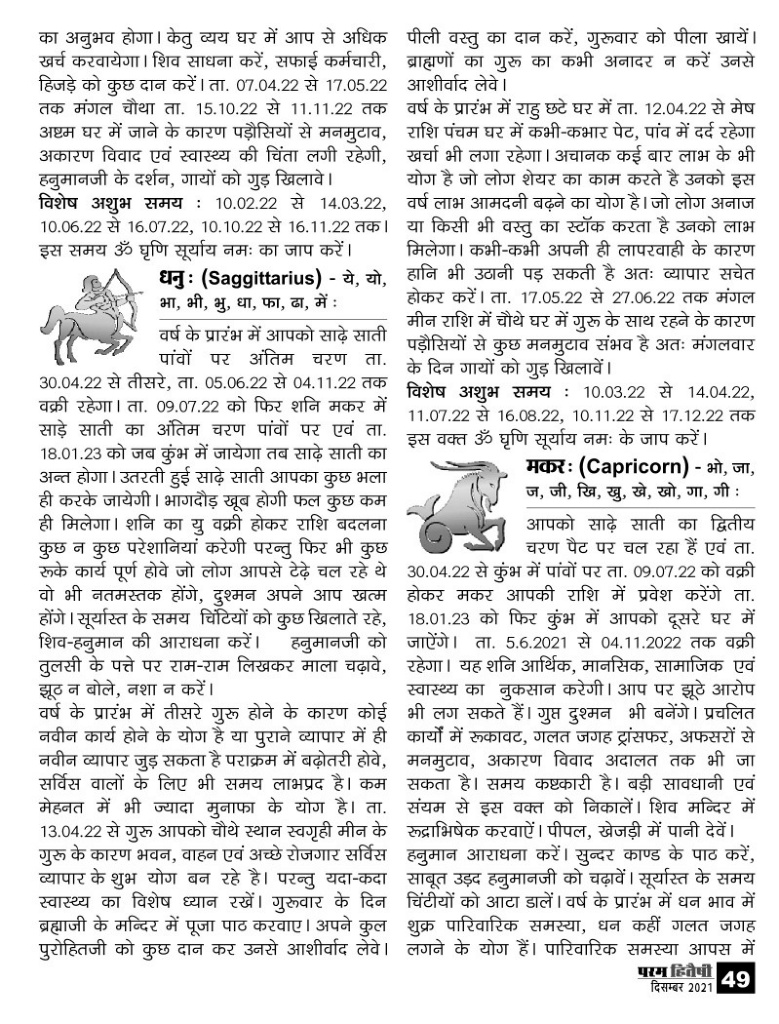 का अनुभव होगा। केतु व्यय घर में आप से अधिक
खर्च करवायेगा। शिव साधना करें, सफाई कर्मचारी,
हिजड़े को कुछ दान करें। ता. 07.04.22 से 17.05.22
तक मंगल चौथा ता. 15.10.22 से 11.11.22 तक
अष्टम घर में जाने के कारण पड़ौसियों से मनमुटाव,
अकारण विवाद एवं स्वास्थ्य की चिंता लगी रहेगी,
हनुमानजी के दर्शन, गायों को गुड़ खिलावे।
विशेष अशुभ समय : 10.02.22 से 14.03.22,
10.06.22 से 16.07.22, 10.10.22 से 16.11.22 तक।
इस समय ॐ घृणि सूर्याय नमः का जाप करें।
धनु: (Saggittarius) - ये, यो,
भा, भी, भु, धा, फा, ढा, में :
वर्ष के प्रारंभ में आपको साढ़े साती
पांवों पर अंतिम चरण ता.
30.04.22 से तीसरे, ता. 05.06.22 से 04.11.22 तक
वक्री रहेगा। ता. 09.07.22 को फिर शनि मकर में
साड़े साती का अंतिम चरण पांवों पर एवं ता.
18.01.23 को जब कुंभ में जायेगा तब साढ़े साती का
अन्त होगा। उतरती हुई साढ़े साती आपका कुछ भला
ही करके जायेगी। भागदौड़ खूब होगी फल कुछ कम
ही मिलेगा। शनि का यु वक्री होकर राशि बदलना
कुछ न कुछ परेशानियां करेगी परन्तु फिर भी कुछ
रूके कार्य पूर्ण होवे जो लोग आपसे टेढ़े चल रहे थे
वो भी नतमस्तक होंगे, दुश्मन अपने आप खत्म
होंगे। सूर्यास्त के समय चिंटियों को कुछ खिलाते रहे,
शिव-हनुमान की आराधना करें। हनुमानजी को
तुलसी के पत्ते पर राम-राम लिखकर माला चढ़ावे,
झूठ न बोले, नशा न करें।
वर्ष के प्रारंभ में तीसरे गुरू होने के कारण कोई
नवीन कार्य होने के योग है या पुराने व्यापार में ही
नवीन व्यापार जुड़ सकता है पराक्रम में बढ़ोतरी होवे,
सर्विस वालों के लिए भी समय लाभप्रद है। कम
मेहनत में भी ज्यादा मुनाफा के योग है। ता.
13.04.22 से गुरू आपको चौथे स्थान स्वगृही मीन के
गुरू के कारण भवन, वाहन एवं अच्छे रोजगार सर्विस
व्यापार के शुभ योग बन रहे है। परन्तु यदा-कदा
स्वास्थ्य का विशेष ध्यान रखें। गुरूवार के दिन
ब्रह्माजी के मन्दिर में पूजा पाठ करवाए। अपने कुल
पुरोहितजी को कुछ दान कर उनसे आशीर्वाद लेवे।
पीली वस्तु का दान करें, गुरूवार को पीला खायें।
ब्राह्मणों का गुरू का कभी अनादर न करें उनसे
आशीर्वाद लेवे।
वर्ष के प्रारंभ में राहु छटे घर में ता. 12.04.22 से मेष
राशि पंचम घर में कभी-कभार पेट, पांव में दर्द रहेगा
खर्चा भी लगा रहेगा। अचानक कई बार लाभ के भी
योग है जो लोग शेयर का काम करते है उनको इस
वर्ष लाभ आमदनी बढ़ने का योग है। जो लोग अनाज
या किसी भी वस्तु का स्टॉक करता है उनको लाभ
मिलेगा। कभी-कभी अपनी ही लापरवाही के कारण
हानि भी उठानी पड़ सकती है अतः व्यापार सचेत
होकर करें। ता. 17.05.22 से 27.06.22 तक मंगल
मीन राशि में चौथे घर में गुरू के साथ रहने के कारण
पड़ौसियों से कुछ मनमुटाव संभव है अतः मंगलवार
के दिन गायों को गुड़ खिलावें।
विशेष अशुभ समय : 10.03.22 से 14.04.22,
11.07.22 से 16.08.22, 10.11.22 से 17.12.22 तक
इस वक्त ॐ घृणि सूर्याय नमः के जाप करें।
मकर: (Capricorn) - भो, जा,
ज, जी, खि, खु, खे, खो, गा, गी :
आपको साढ़े साती का द्वितीय
चरण पैट पर चल रहा हैं एवं ता.
30.04.22 से कुंभ में पांवों पर ता. 09.07.22 को वक्री
होकर मकर आपकी राशि में प्रवेश करेंगे ता.
18.01.23 को फिर कुंभ में आपको दूसरे घर में
जाऐंगे। ता. 5.6.2021 से 04.11.2022 तक वक्री
रहेगा। यह शनि आर्थिक, मानसिक, सामाजिक एवं
स्वास्थ्य का नुकसान करेगी। आप पर झूठे आरोप
भी लग सकते हैं। गुप्त दुश्मन भी बनेंगे। प्रचलित
कार्यों में रूकावट, गलत जगह ट्रांसफर, अफसरों से
मनमुटाव, अकारण विवाद अदालत तक भी जा
सकता है। समय कष्टकारी है। बड़ी सावधानी एवं
संयम से इस वक्त को निकालें। शिव मन्दिर में
रूद्राभिषेक करवाऐं। पीपल, खेजड़ी में पानी देवें।
हनुमान आराधना करें। सुन्दर काण्ड के पाठ करें,
साबूत उड़द हनुमानजी को चढ़ावें। सूर्यास्त के समय
चिंटीयों को आटा डालें। वर्ष के प्रारंभ में धन भाव में
शुक्र पारिवारिक समस्या, धन कहीं गलत जगह
लगने के योग हैं। पारिवारिक समस्या आपस में
परम हितैषी
दिसम्बर 2021 49